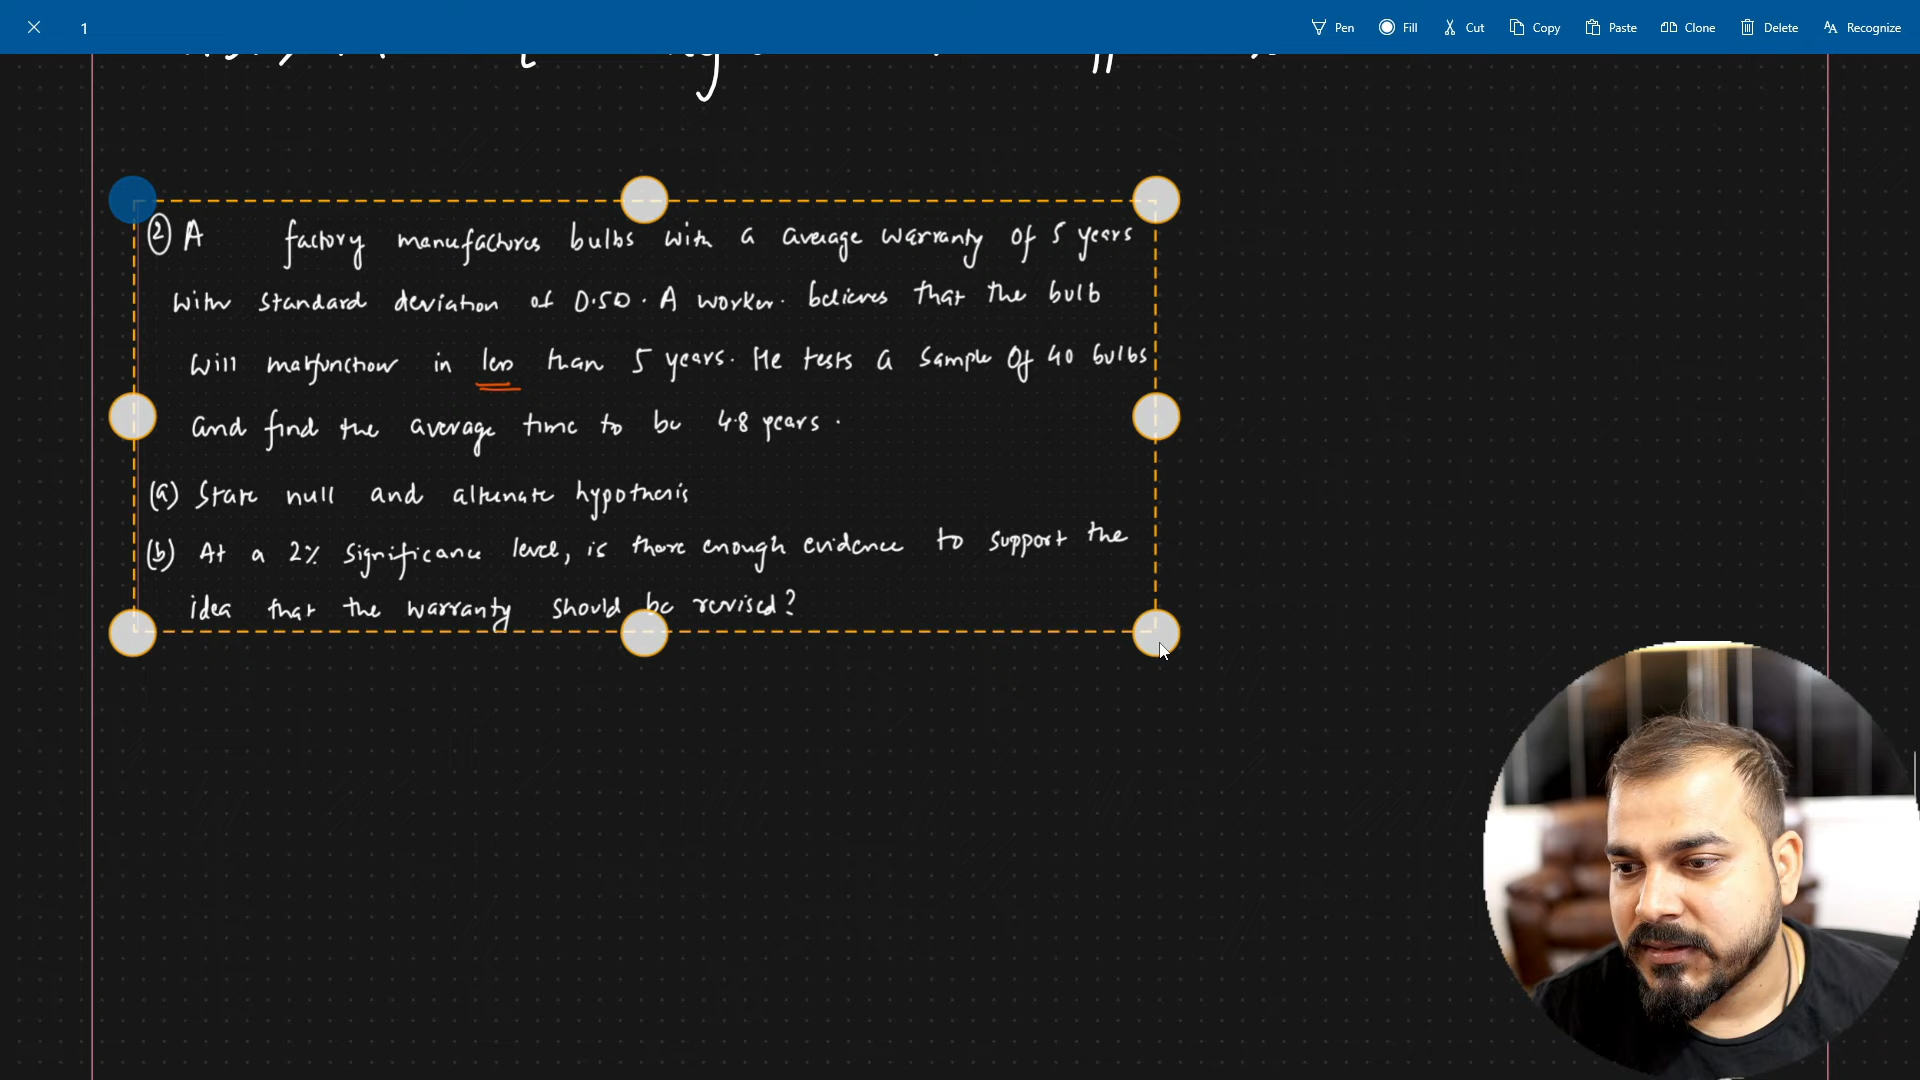 1 Pen Fill Cut Copy Paste Clone Delete Recognize
② A factory manufactures bulbs with a average warranty of 5 years
with standard deviation of 0.50. A worker. believes that the bulb
will malfunction in less than 5 years. He tests a sample of 40 bulbs
and find the average time to be 4.8 years.
(a) State null and alternate hypothesis
(b) At a 2% significance level, is there enough evidence to support the
idea that the warranty should be revised?